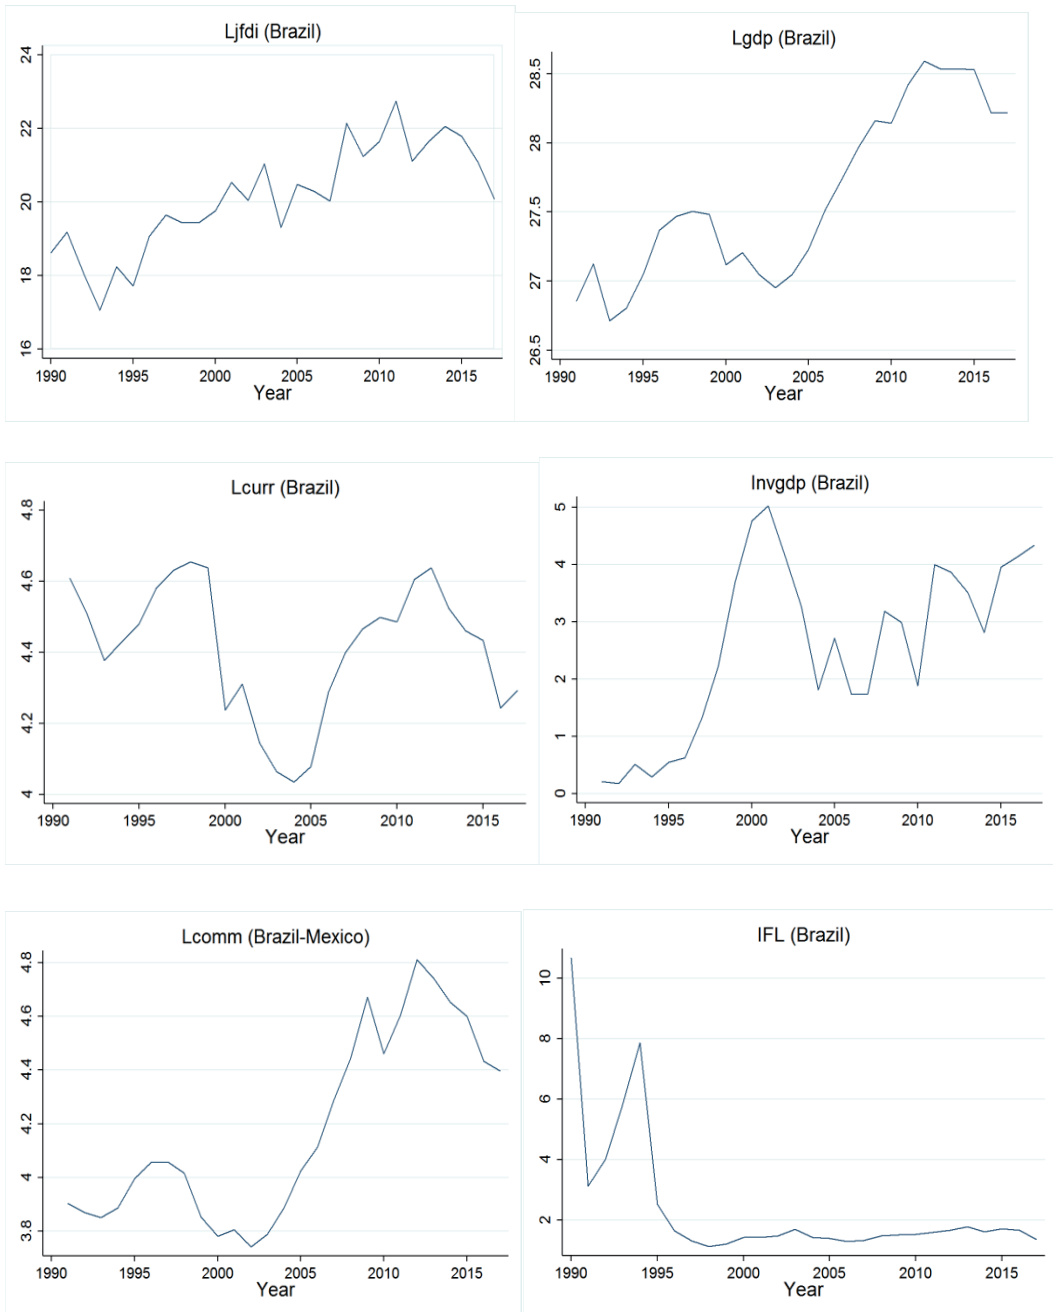 Ljfdi (Brazil)
24
22
20
18
16
1990 1995 2000 2005 2010 2015
Year
Lgdp (Brazil)
28.5
28
27.5
27
26.5
1990 1995 2000 2005 2010 2015
Year
Lcurr (Brazil)
4.8
4.6
4.4
4.2
4
1990 1995 2000 2005 2010 2015
Year
Invgdp (Brazil)
5
4
3
2
1
0
1990 1995 2000 2005 2010 2015
Year
Lcomm (Brazil-Mexico)
4.8
4.6
4.4
4.2
4
3.8
1990 1995 2000 2005 2010 2015
Year
IFL (Brazil)
10
8
6
4
2
1990 1995 2000 2005 2010 2015
Year